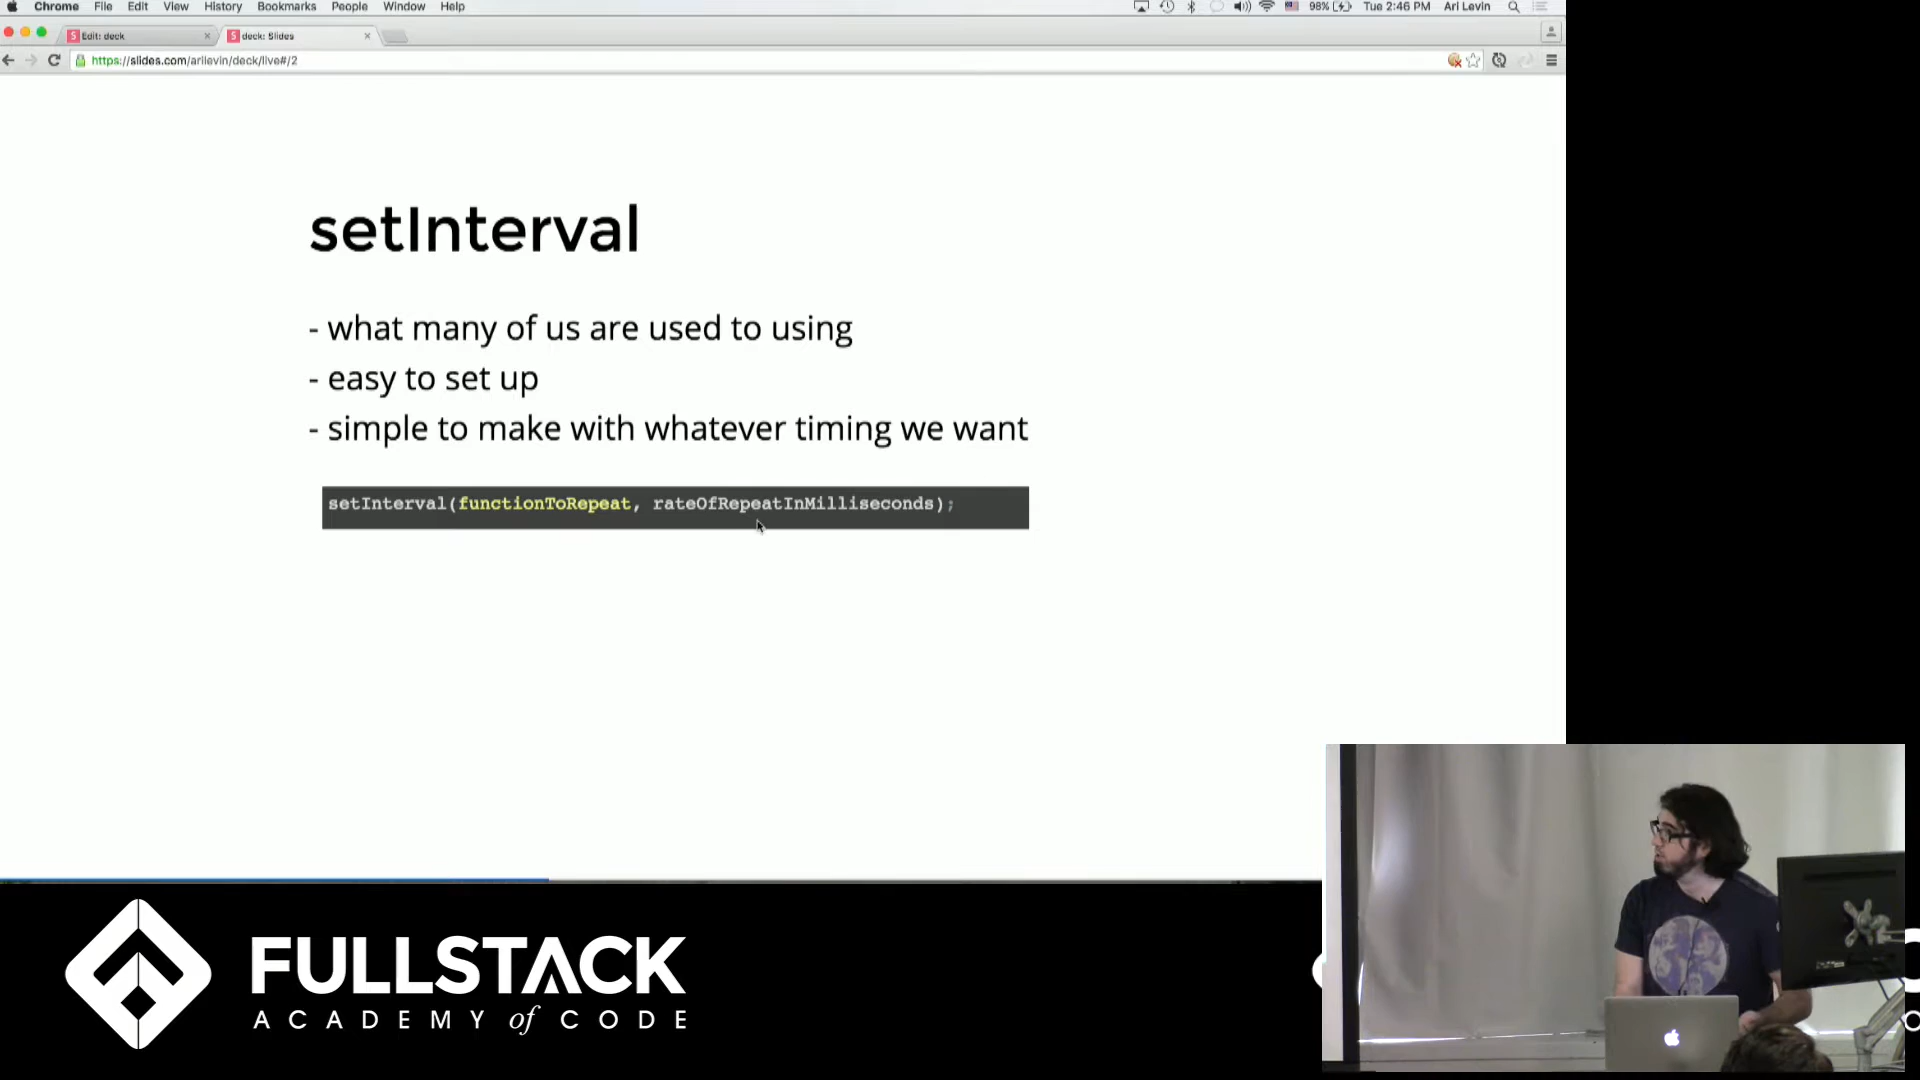 Chrome File Edit View History Bookmarks People Window Help 98% Tue 2:46 PM Ari Levin
Edit: deck deck: Slides
https://slides.com/arilevin/deck/live#/2
setInterval
- what many of us are used to using
- easy to set up
- simple to make with whatever timing we want
setInterval(functionToRepeat, rateOfRepeatInMilliseconds);
FULLSTACK
ACADEMY of CODE